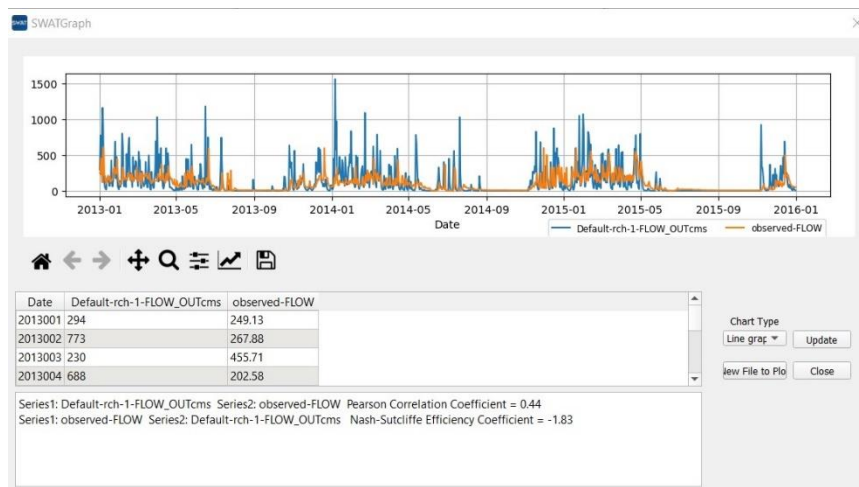 SWAT SWATGraph
1500
1000
500
0
2013-01 2013-05 2013-09 2014-01 2014-05 2014-09 2015-01 2015-05 2015-09 2016-01
Date
Default-rch-1-FLOW_OUTcms observed-FLOW
Date Default-rch-1-FLOW_OUTcms observed-FLOW
2013001 294 249.13
2013002 773 267.88
2013003 230 455.71
2013004 688 202.58
Chart Type
Line grap Update
New File to Plo Close
Series1: Default-rch-1-FLOW_OUTcms Series2: observed-FLOW Pearson Correlation Coefficient = 0.44
Series1: observed-FLOW Series2: Default-rch-1-FLOW_OUTcms Nash-Sutcliffe Efficiency Coefficient = -1.83